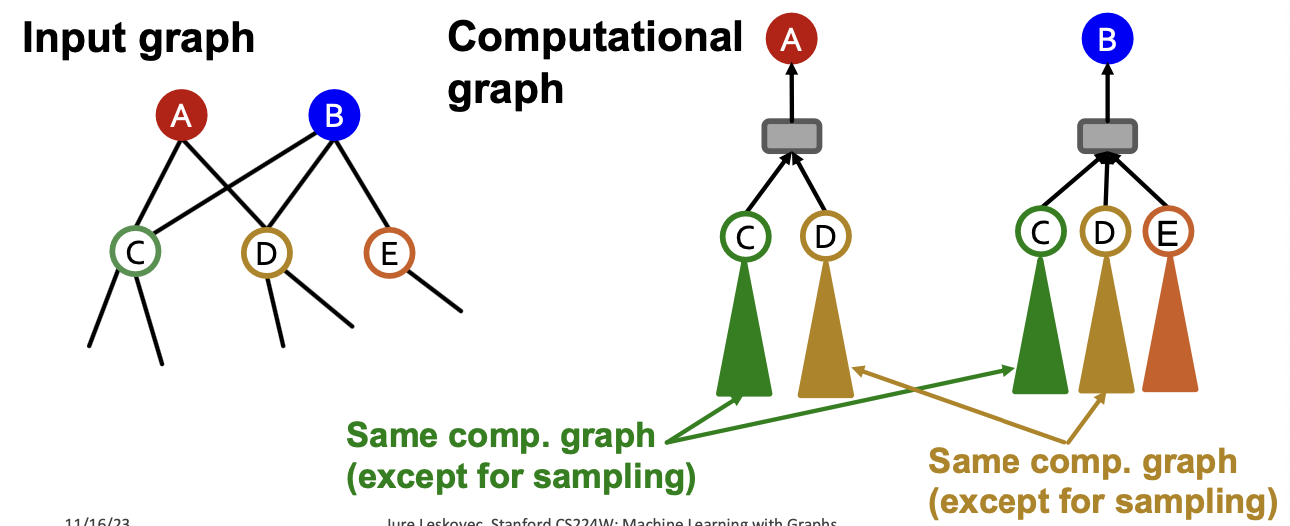 Input graph
A
B
C
D
E
Computational
graph
A
C
D
B
C
D
E
Same comp. graph
(except for sampling)
Same comp. graph
(except for sampling)
11/16/23
Jure Leskovec, Stanford CS224W: Machine Learning with Graphs